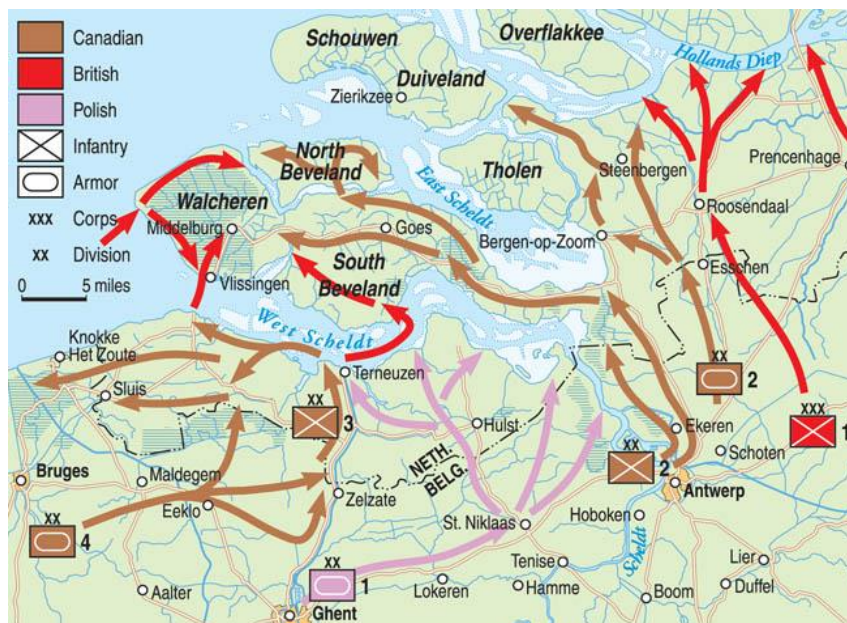 Canadian
British
Polish
Infantry
Armor
xxx Corps
xx Division
0 5 miles
Schouwen
Overflakkee
Hollands Diep
Duiveland
Zierikzee
North
Beveland
Tholen
Steenbergen
Prencenhage
Walcheren
East Scheldt
Middelburg
Goes
Roosendaal
Bergen-op-Zoom
Vlissingen
South
Beveland
Esschen
West Scheldt
Knokke
Het Zoute
Sluis
Terneuzen
xx
2
xx
3
Hulst
Ekeren
xxx
1
Schoten
NETH.
BELG.
xx
2
Bruges
Maldegem
Antwerp
Zelzate
Eeklo
xx
4
St. Niklaas
Hoboken
Scheldt
Tenise
Lier
xx
1
Aalter
Lokeren
Hamme
Boom
Duffel
Ghent